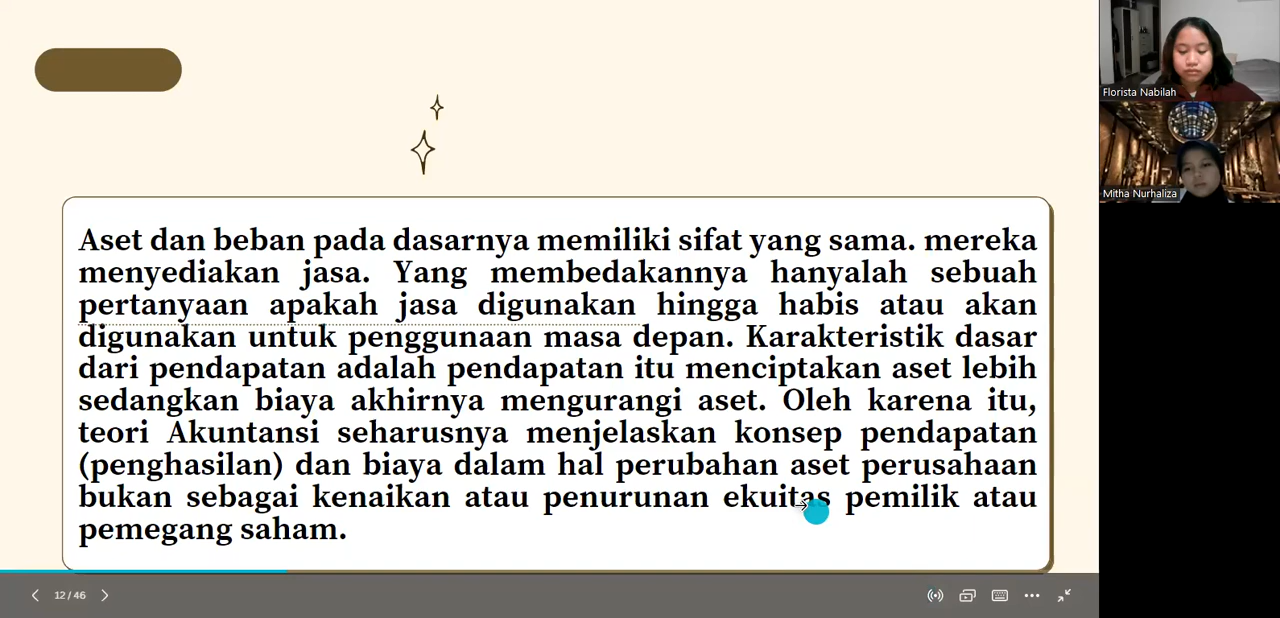 Aset dan beban pada dasarnya memiliki sifat yang sama. mereka
menyediakan jasa. Yang membedakannya hanyalah sebuah
pertanyaan apakah jasa digunakan hingga habis atau akan
digunakan untuk penggunaan masa depan. Karakteristik dasar
dari pendapatan adalah pendapatan itu menciptakan aset lebih
sedangkan biaya akhirnya mengurangi aset. Oleh karena itu,
teori Akuntansi seharusnya menjelaskan konsep pendapatan
(penghasilan) dan biaya dalam hal perubahan aset perusahaan
bukan sebagai kenaikan atau penurunan ekuitas pemilik atau
pemegang saham.
12 / 46
Florista Nabilah
Mitha Nurhaliza